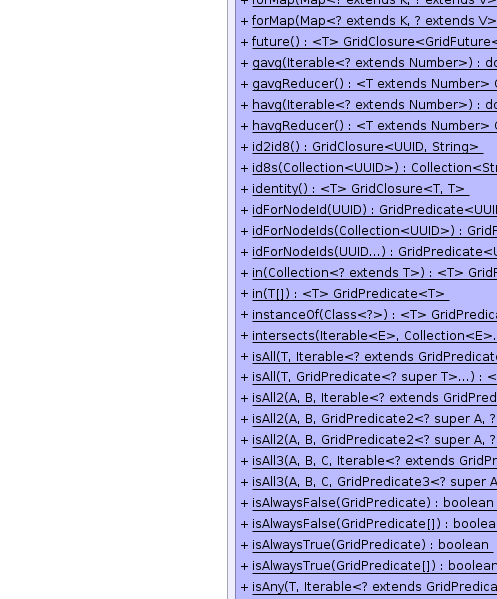 + forMap(Map<? extends K, ? extends V>
+ forMap(Map<? extends K, ? extends V>
+ future() : <T> GridClosure<GridFuture<
+ gavg(Iterable<? extends Number>) : do
+ gavgReducer() : <T extends Number>
+ havg(Iterable<? extends Number>) : do
+ havgReducer() : <T extends Number>
+ id2id8() : GridClosure<UUID, String>
+ id8s(Collection<UUID>) : Collection<Str
+ identity() : <T> GridClosure<T, T>
+ idForNodeId(UUID) : GridPredicate<UUI
+ idForNodeIds(Collection<UUID>) : GridP
+ idForNodeIds(UUID...) : GridPredicate<U
+ in(Collection<? extends T>) : <T> GridP
+ in(T[]) : <T> GridPredicate<T>
+ instanceOf(Class<?>) : <T> GridPredica
+ intersects(Iterable<E>, Collection<E>.
+ isAll(T, Iterable<? extends GridPredicat
+ isAll(T, GridPredicate<? super T>...) : <
+ isAll2(A, B, Iterable<? extends GridPred
+ isAll2(A, B, GridPredicate2<? super A, ?
+ isAll2(A, B, GridPredicate2<? super A, ?
+ isAll3(A, B, C, Iterable<? extends GridPr
+ isAll3(A, B, C, GridPredicate3<? super A
+ isAlwaysFalse(GridPredicate) : boolean
+ isAlwaysFalse(GridPredicate[]) : boolea
+ isAlwaysTrue(GridPredicate) : boolean
+ isAlwaysTrue(GridPredicate[]) : boolean
+ isAny(T, Iterable<? extends GridPredica